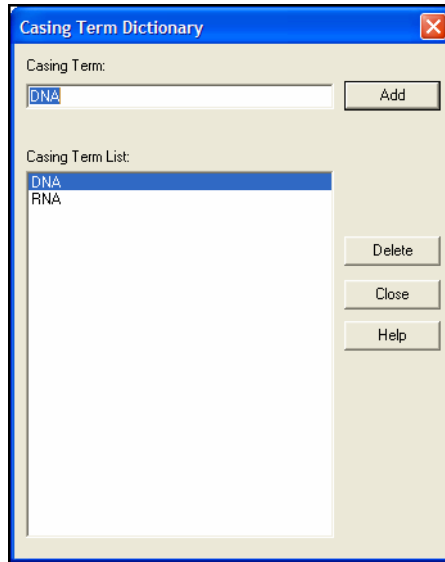 Casing Term Dictionary
Casing Term:
DNA
Add
Casing Term List:
DNA
RNA
Delete
Close
Help